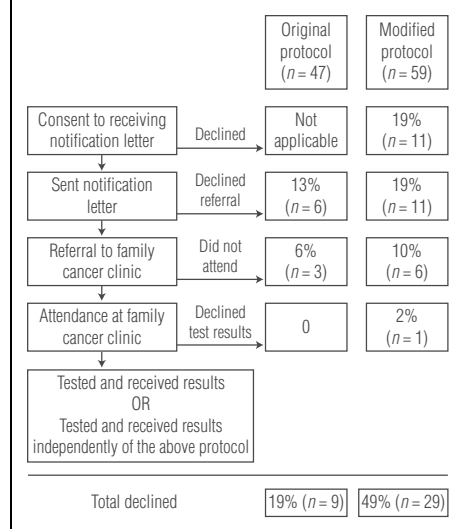 Original
protocol
(n = 47)
Modified
protocol
(n = 59)
Consent to receiving
notification letter
Declined
Not
applicable
19%
(n = 11)
Sent notification
letter
Declined
referral
13%
(n = 6)
19%
(n = 11)
Referral to family
cancer clinic
Did not
attend
6%
(n = 3)
10%
(n = 6)
Attendance at family
cancer clinic
Declined
test results
0
2%
(n = 1)
Tested and received results
OR
Tested and received results
independently of the above protocol
Total declined
19% (n = 9)
49% (n = 29)